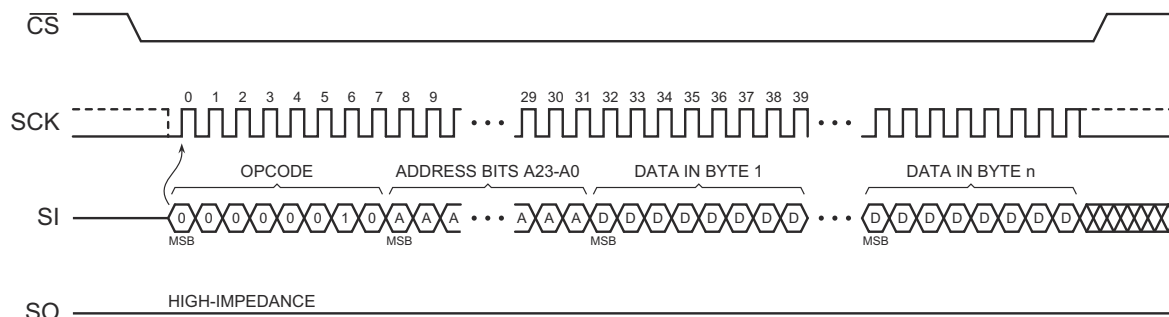 CS
SCK
0 1 2 3 4 5 6 7 8 9 29 30 31 32 33 34 35 36 37 38 39
OPCODE ADDRESS BITS A23-A0 DATA IN BYTE 1 DATA IN BYTE n
SI
0 0 0 0 0 0 1 0 A A A A A A D D D D D D D D D D D D D D D D
MSB MSB MSB MSB
HIGH-IMPEDANCE
SO